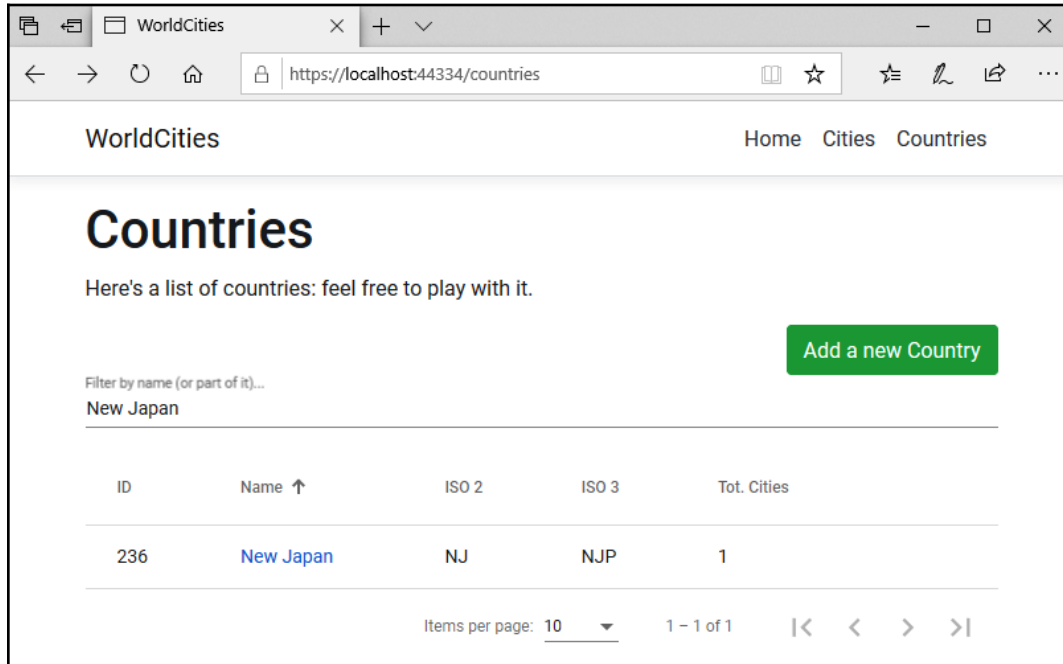 WorldCities
https://localhost:44334/countries
WorldCities Home Cities Countries
Countries
Here's a list of countries: feel free to play with it.
Add a new Country
Filter by name (or part of it)...
New Japan
ID Name ISO 2 ISO 3 Tot. Cities
236 New Japan NJ NJP 1
Items per page: 10 1 – 1 of 1